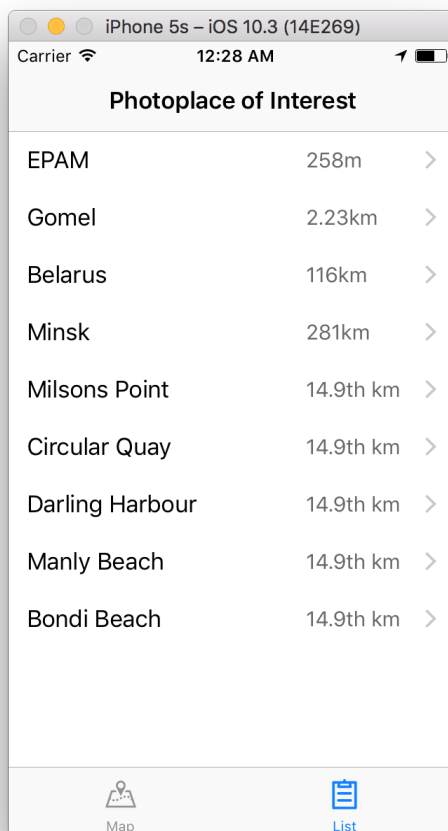 iPhone 5s – iOS 10.3 (14E269)
Carrier 12:28 AM
Photoplace of Interest
EPAM 258m
Gomel 2.23km
Belarus 116km
Minsk 281km
Milsons Point 14.9th km
Circular Quay 14.9th km
Darling Harbour 14.9th km
Manly Beach 14.9th km
Bondi Beach 14.9th km
Map List